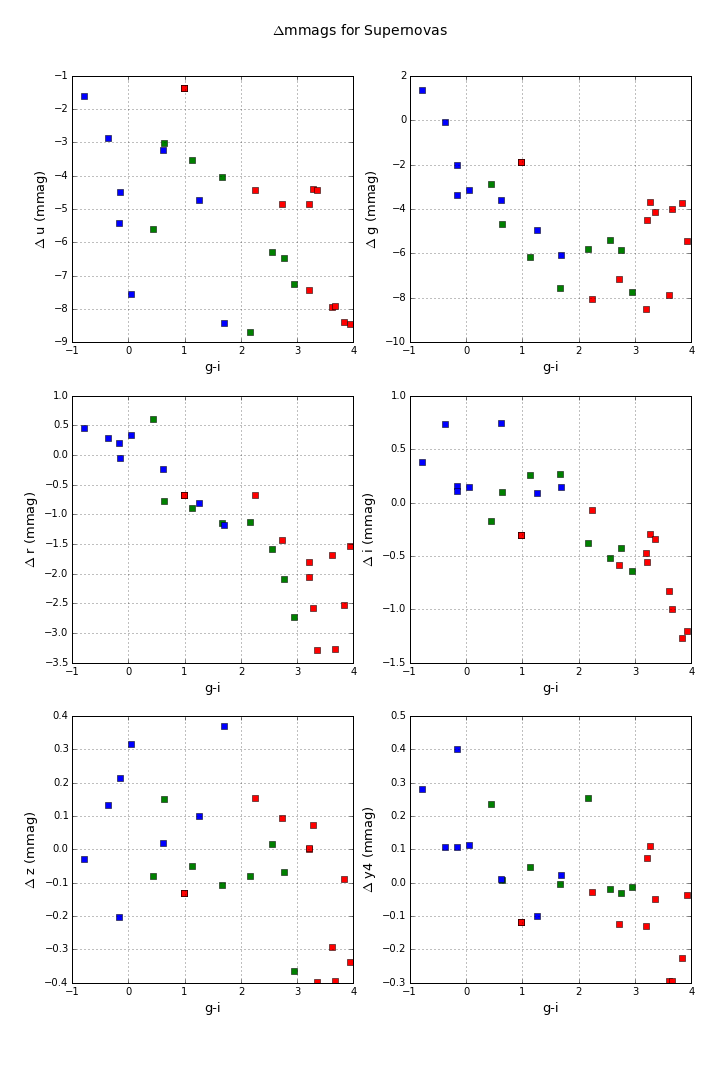 Δmmags for Supernovas
−1
−2
−3
−4
−5
−6
−7
−8
−9
Δ u (mmag)
−1 0 1 2 3 4
g-i
2
0
−2
−4
−6
−8
−10
Δ g (mmag)
−1 0 1 2 3 4
g-i
1.0
0.5
0.0
−0.5
−1.0
−1.5
−2.0
−2.5
−3.0
−3.5
Δ r (mmag)
−1 0 1 2 3 4
g-i
1.0
0.5
0.0
−0.5
−1.0
−1.5
Δ i (mmag)
−1 0 1 2 3 4
g-i
0.4
0.3
0.2
0.1
0.0
−0.1
−0.2
−0.3
−0.4
Δ z (mmag)
−1 0 1 2 3 4
g-i
0.5
0.4
0.3
0.2
0.1
0.0
−0.1
−0.2
−0.3
Δ y4 (mmag)
−1 0 1 2 3 4
g-i